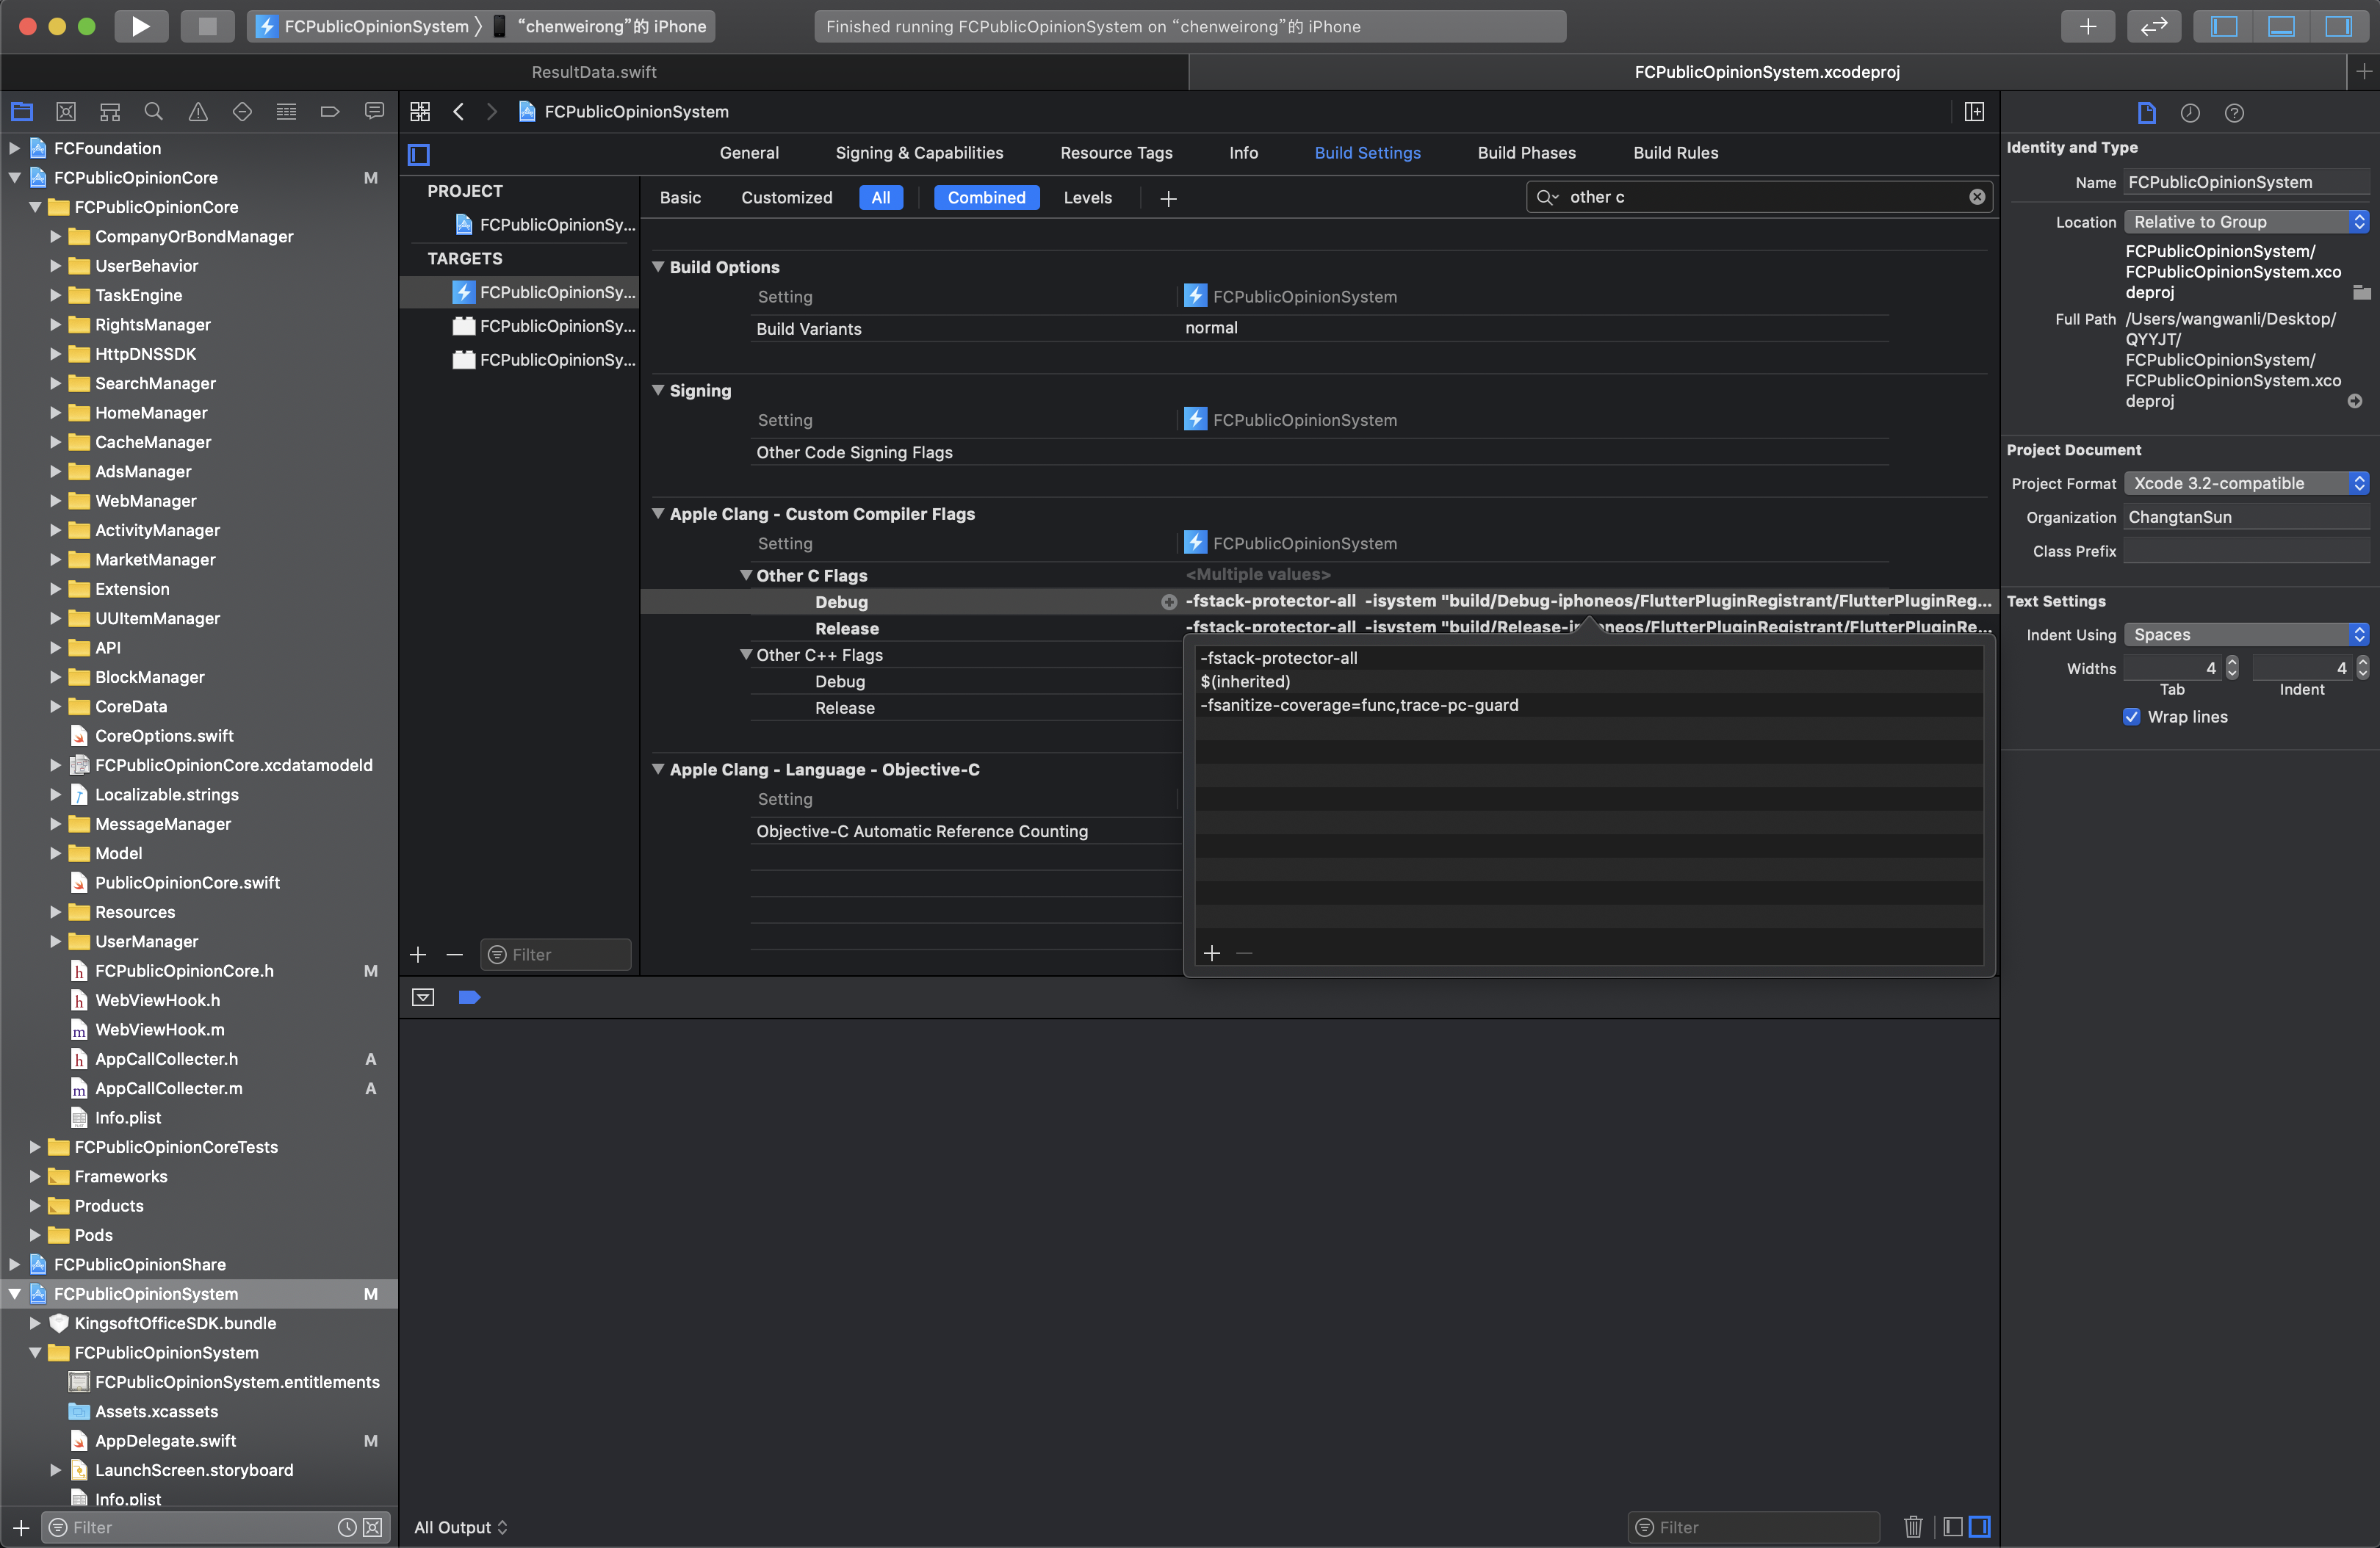 FCPublicOpinionSystem 〉 “chenweirong”的 iPhone
Finished running FCPublicOpinionSystem on “chenweirong”的 iPhone
ResultData.swift
FCPublicOpinionSystem.xcodeproj
FCFoundation
FCPublicOpinionCore M
FCPublicOpinionCore
CompanyOrBondManager
UserBehavior
TaskEngine
RightsManager
HttpDNSSDK
SearchManager
HomeManager
CacheManager
AdsManager
WebManager
ActivityManager
MarketManager
Extension
UUItemManager
API
BlockManager
CoreData
CoreOptions.swift
FCPublicOpinionCore.xcdatamodeld
Localizable.strings
MessageManager
Model
PublicOpinionCore.swift
Resources
UserManager
FCPublicOpinionCore.h M
WebViewHook.h
WebViewHook.m
AppCallCollecter.h A
AppCallCollecter.m A
Info.plist
FCPublicOpinionCoreTests
Frameworks
Products
Pods
FCPublicOpinionShare
FCPublicOpinionSystem M
KingsoftOfficeSDK.bundle
FCPublicOpinionSystem
FCPublicOpinionSystem.entitlements
Assets.xcassets
AppDelegate.swift M
LaunchScreen.storyboard
Info.plist
Filter
FCPublicOpinionSystem
General Signing & Capabilities Resource Tags Info Build Settings Build Phases Build Rules
PROJECT
FCPublicOpinionSy...
TARGETS
FCPublicOpinionSy...
FCPublicOpinionSy...
FCPublicOpinionSy...
Filter
Basic Customized All Combined Levels
other c
Build Options
Setting FCPublicOpinionSystem
Build Variants normal
Signing
Setting FCPublicOpinionSystem
Other Code Signing Flags
Apple Clang - Custom Compiler Flags
Setting FCPublicOpinionSystem
Other C Flags <Multiple values>
Debug -fstack-protector-all -isystem "build/Debug-iphoneos/FlutterPluginRegistrant/FlutterPluginReg...
Release -fstack-protector-all -isystem "build/Release-iphoneos/FlutterPluginRegistrant/FlutterPluginRe...
Other C++ Flags
Debug
Release
Apple Clang - Language - Objective-C
Setting
Objective-C Automatic Reference Counting
-fstack-protector-all
$(inherited)
-fsanitize-coverage=func,trace-pc-guard
All Output
Filter
Identity and Type
Name FCPublicOpinionSystem
Location Relative to Group
FCPublicOpinionSystem/
FCPublicOpinionSystem.xco
deproj
Full Path /Users/wangwanli/Desktop/
QYYJT/
FCPublicOpinionSystem/
FCPublicOpinionSystem.xco
deproj
Project Document
Project Format Xcode 3.2-compatible
Organization ChangtanSun
Class Prefix
Text Settings
Indent Using Spaces
Widths 4 4
Tab Indent
Wrap lines